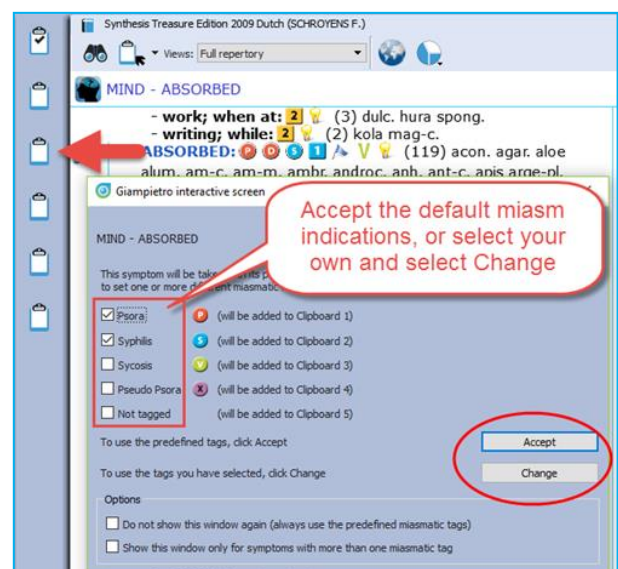 Synthesis Treasure Edition 2009 Dutch (SCHROYENS F.)
Views: Full repertory
MIND - ABSORBED
- work; when at: 2 (3) dulc. hura spong.
- writing; while: 2 (2) kola mag-c.
ABSORBED: P D S 1 V (119) acon. agar. aloe
alum. am-c. am-m. ambr. androc. anh. ant-c. apis arge-pl.
Giampietro interactive screen
Accept the default miasm
indications, or select your
own and select Change
MIND - ABSORBED
This symptom will be
to set one or more
Psora P (will be added to Clipboard 1)
Syphilis S (will be added to Clipboard 2)
Sycosis V (will be added to Clipboard 3)
Pseudo Psora X (will be added to Clipboard 4)
Not tagged (will be added to Clipboard 5)
To use the predefined tags, click Accept Accept
To use the tags you have selected, click Change Change
Options
Do not show this window again (always use the predefined miasmatic tags)
Show this window only for symptoms with more than one miasmatic tag